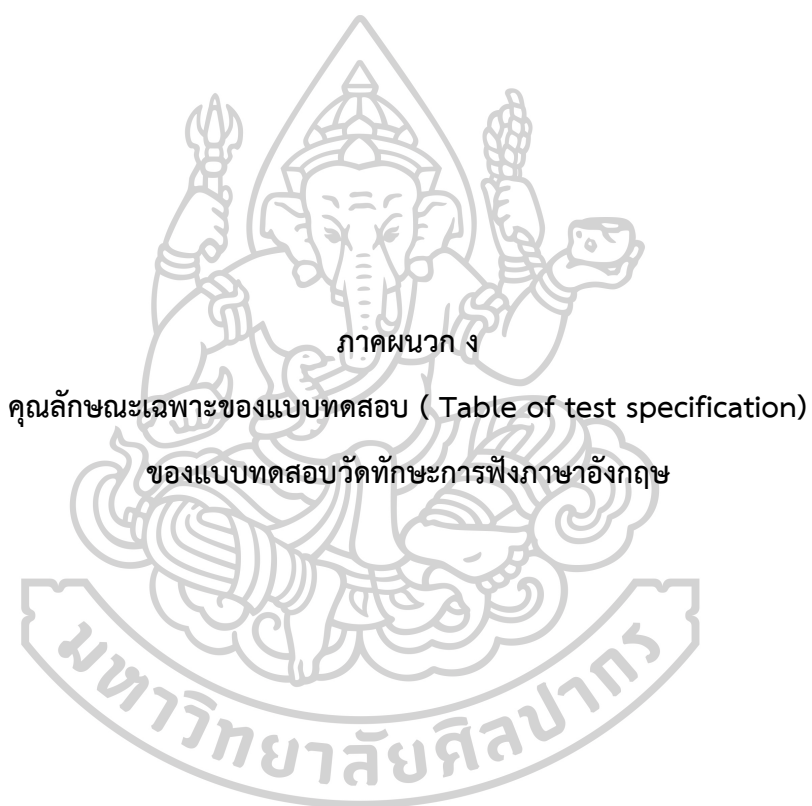 ภาคผนวก ง
คุณลักษณะเฉพาะของแบบทดสอบ ( Table of test specification)
ของแบบทดสอบวัดทักษะการฟังภาษาอังกฤษ
มหาวิทยาลัยศิลปากร